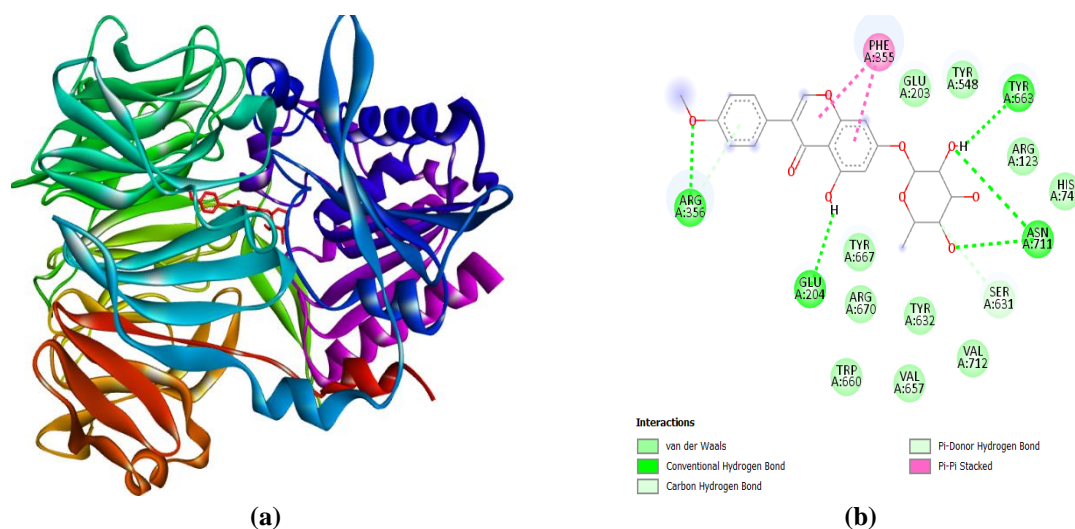 PHE
A:355
GLU
A:203
TYR
A:548
TYR
A:663
ARG
A:123
HIS
A:74
ARG
A:356
ASN
A:711
TYR
A:667
GLU
A:204
ARG
A:670
TYR
A:632
SER
A:631
VAL
A:712
TRP
A:660
VAL
A:657
O
O
O
O
H
O
O
O
H
O
O
Interactions
van der Waals
Conventional Hydrogen Bond
Carbon Hydrogen Bond
Pi-Donor Hydrogen Bond
Pi-Pi Stacked
(a)
(b)